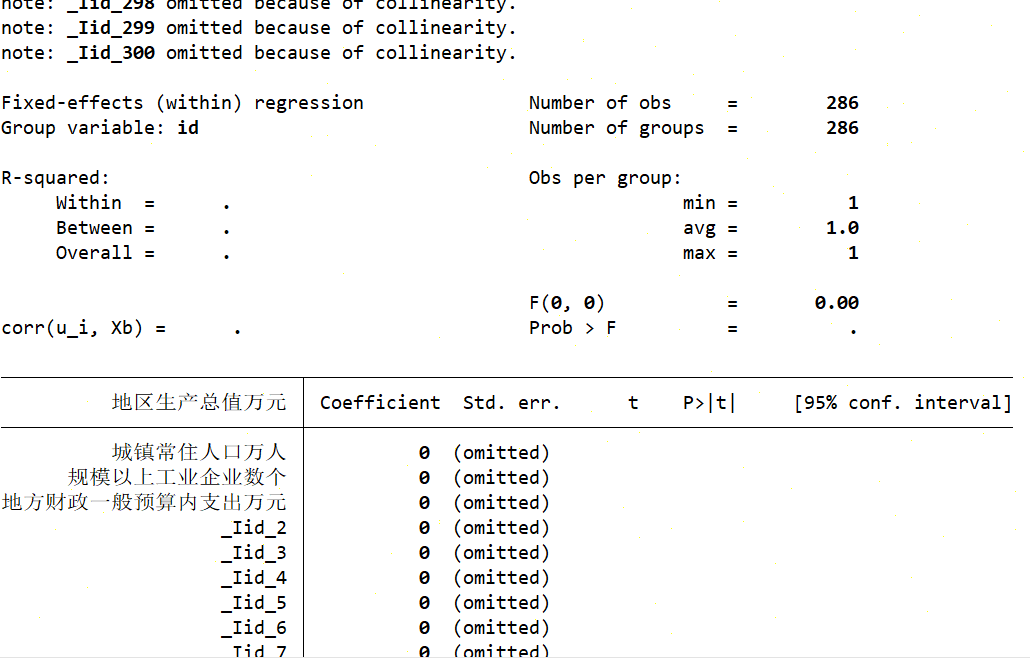 note: _Iid_298 omitted because of collinearity.
note: _Iid_299 omitted because of collinearity.
note: _Iid_300 omitted because of collinearity.
Fixed-effects (within) regression Number of obs = 286
Group variable: id Number of groups = 286
R-squared: Obs per group:
Within = . min = 1
Between = . avg = 1.0
Overall = . max = 1
F(0, 0) = 0.00
corr(u_i, Xb) = . Prob > F = .
地区生产总值万元 Coefficient Std. err. t P>|t| [95% conf. interval]
城镇常住人口万人 0 (omitted)
规模以上工业企业数个 0 (omitted)
地方财政一般预算内支出万元 0 (omitted)
_Iid_2 0 (omitted)
_Iid_3 0 (omitted)
_Iid_4 0 (omitted)
_Iid_5 0 (omitted)
_Iid_6 0 (omitted)
_Iid_7 0 (omitted)